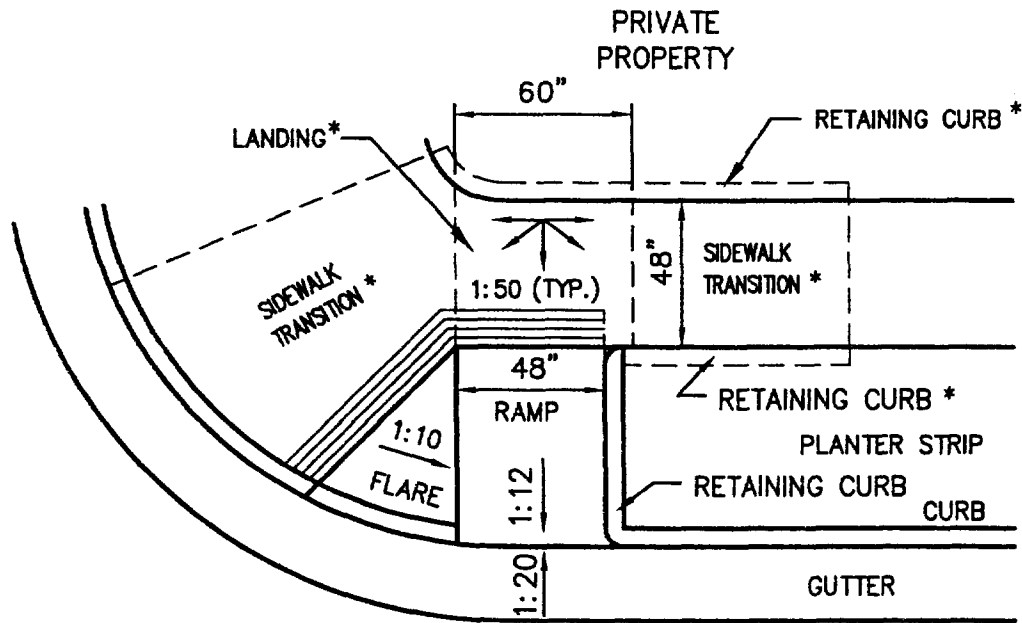 PRIVATE
PROPERTY
60"
RETAINING CURB *
LANDING*
48"
SIDEWALK
TRANSITION *
SIDEWALK
TRANSITION *
1:50 (TYP.)
48"
RAMP
RETAINING CURB *
1:10
FLARE
PLANTER STRIP
1:12
RETAINING CURB
CURB
1:20
GUTTER